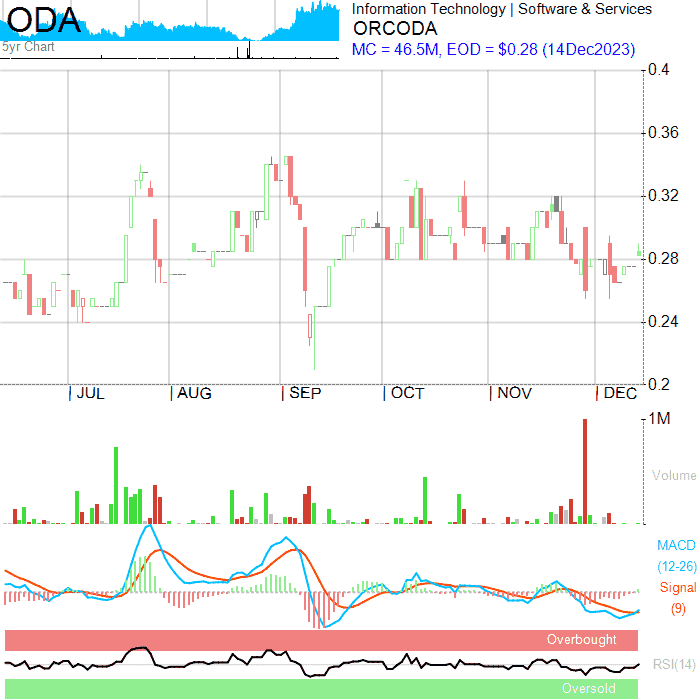 ODA
5yr Chart
Information Technology | Software & Services
ORCODA
MC = 46.5M, EOD = $0.28 (14Dec2023)
0.4
0.36
0.32
0.28
0.24
0.2
| JUL | AUG | SEP | OCT | NOV | DEC
1M
Volume
MACD
(12-26)
Signal
(9)
Overbought
RSI(14)
Oversold